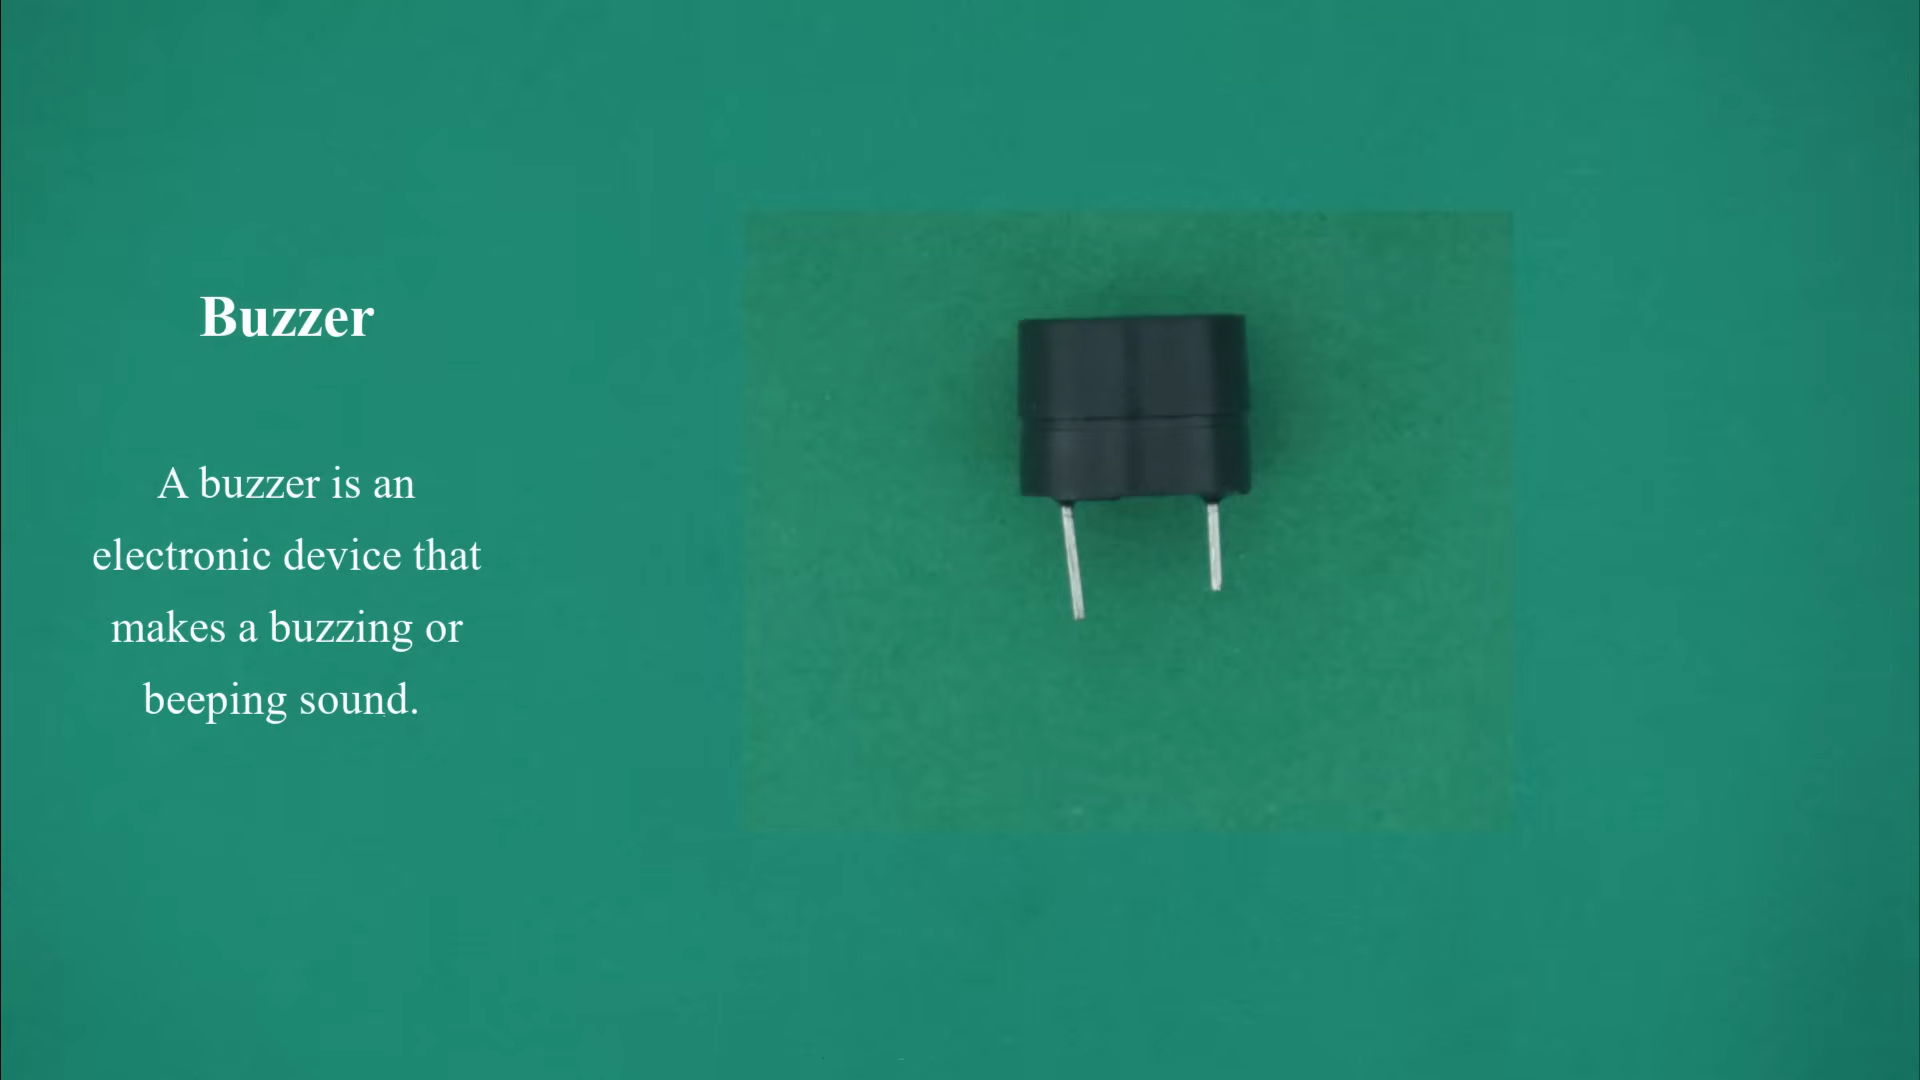 Buzzer
A buzzer is an
electronic device that
makes a buzzing or
beeping sound.